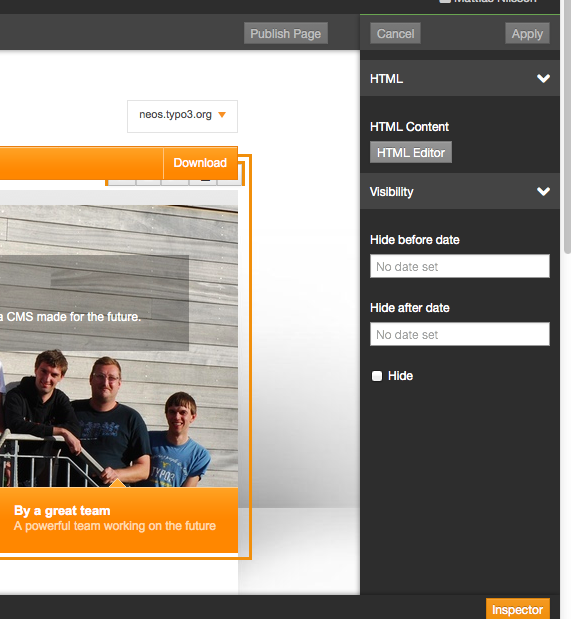 Mattias Nilsson
Publish Page
Cancel
Apply
HTML
neos.typo3.org
HTML Content
HTML Editor
Download
Visibility
Hide before date
No date set
a CMS made for the future.
Hide after date
No date set
Hide
TYPO3
By a great team
A powerful team working on the future
Inspector